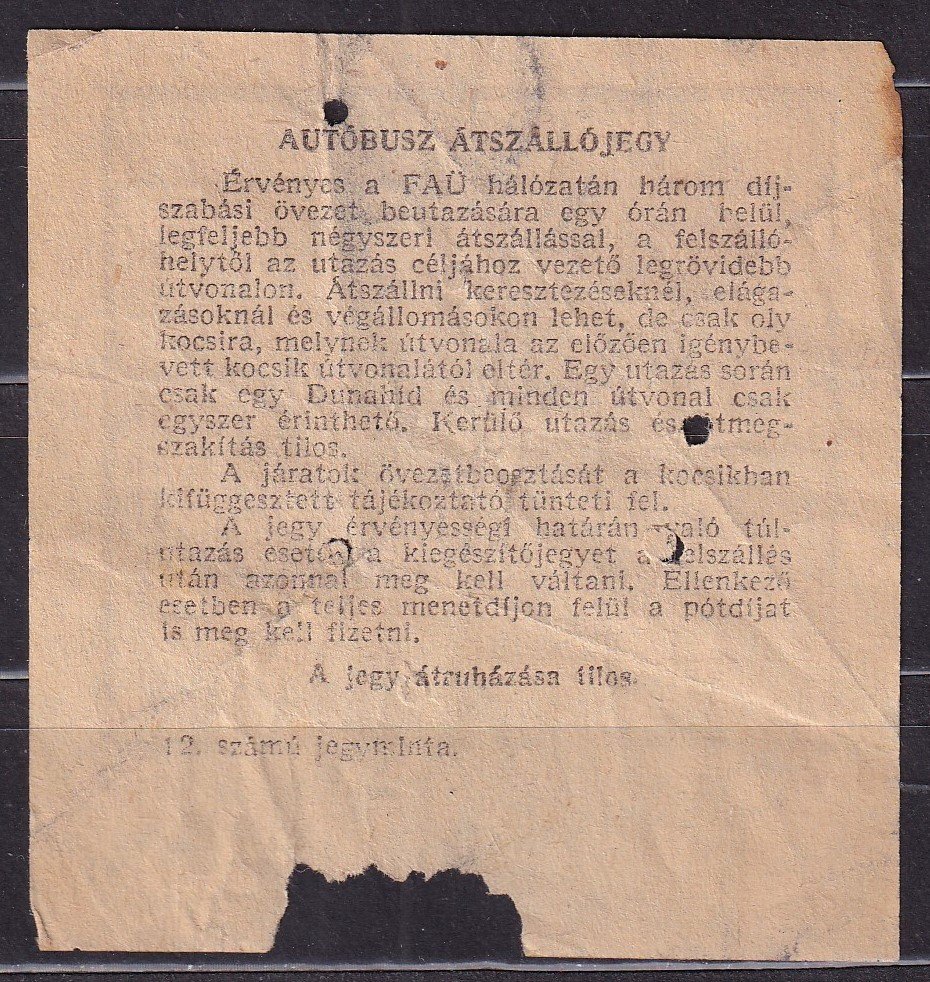 AUTÓBUSZ ÁTSZÁLLÓJEGY
Érvényes a FAÜ hálózatán három díj-
szabási övezet beutazására egy órán belül,
legfeljebb négyszeri átszállással, a felszálló-
helytől az utazás céljához vezető legrövidebb
útvonalon. Átszállni kereszteződéseknél, elága-
zásoknál és végállomásokon lehet, de csak oly
kocsira, melynek útvonala az előzően igénybe-
vett kocsik útvonalától eltér. Egy utazás során
csak egy Dunahíd és minden útvonal csak
egyszer érinthető. Kerülő utazás és útmeg-
szakítás tilos.
A járatok övezetbeosztását a kocsikban
kifüggesztett tájékoztató tünteti fel.
A jegy érvényességi határán való túl-
utazás esetén a kiegészítőjegyet a felszállés
után azonnal meg kell váltani. Ellenkező
esetben a teljes menetdíjon felül a pótdíjat
is meg kell fizetni.
A jegy átruházása tilos.
12. számú jegyminta.